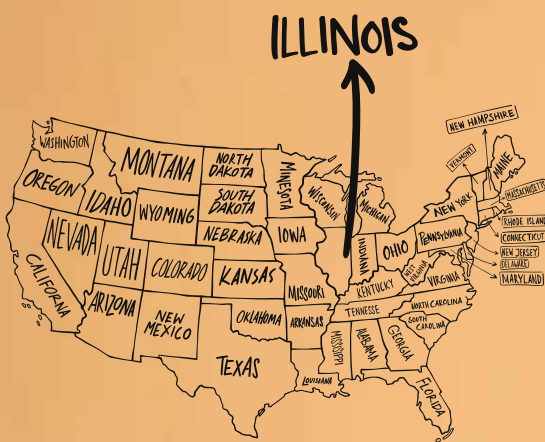 ILLINOIS
NEW HAMPSHIRE
VERMONT
MAINE
WASHINGTON
MONTANA
NORTH
DAKOTA
MINESOTA
OREGON
IDAHO
WYOMING
SOUTH
DAKOTA
WISCONSIN
MICHIGAN
NEW YORK
MASSACHUSETTS
RHODE ISLAND
CONNECTICUT
NEW JERSEY
DELAWARE
MARYLAND
NEVADA
UTAH
COLORADO
NEBRASKA
IOWA
INDIANA
OHIO
PENNSYLVANIA
CALIFORNIA
KANSAS
MISSOURI
KENTUCKY
WEST
VIRGINIA
VIRGINIA
ARIZONA
NEW
MEXICO
OKLAHOMA
ARKANSAS
TENNESSE
NORTH CAROLINA
SOUTH
CAROLINA
TEXAS
LOUISIANA
MISSISSIPPI
ALABAMA
GEORGIA
FLORIDA